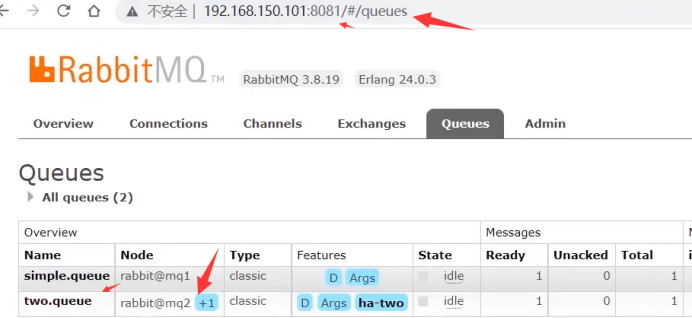 不安全 | 192.168.150.101:8081/#/queues
RabbitMQ TM RabbitMQ 3.8.19 Erlang 24.0.3
Overview Connections Channels Exchanges Queues Admin
Queues
All queues (2)
Overview Messages
Name Node Type Features State Ready Unacked Total
simple.queue rabbit@mq1 classic D Args idle 1 0 1
two.queue rabbit@mq2 +1 classic D Args ha-two idle 1 0 1